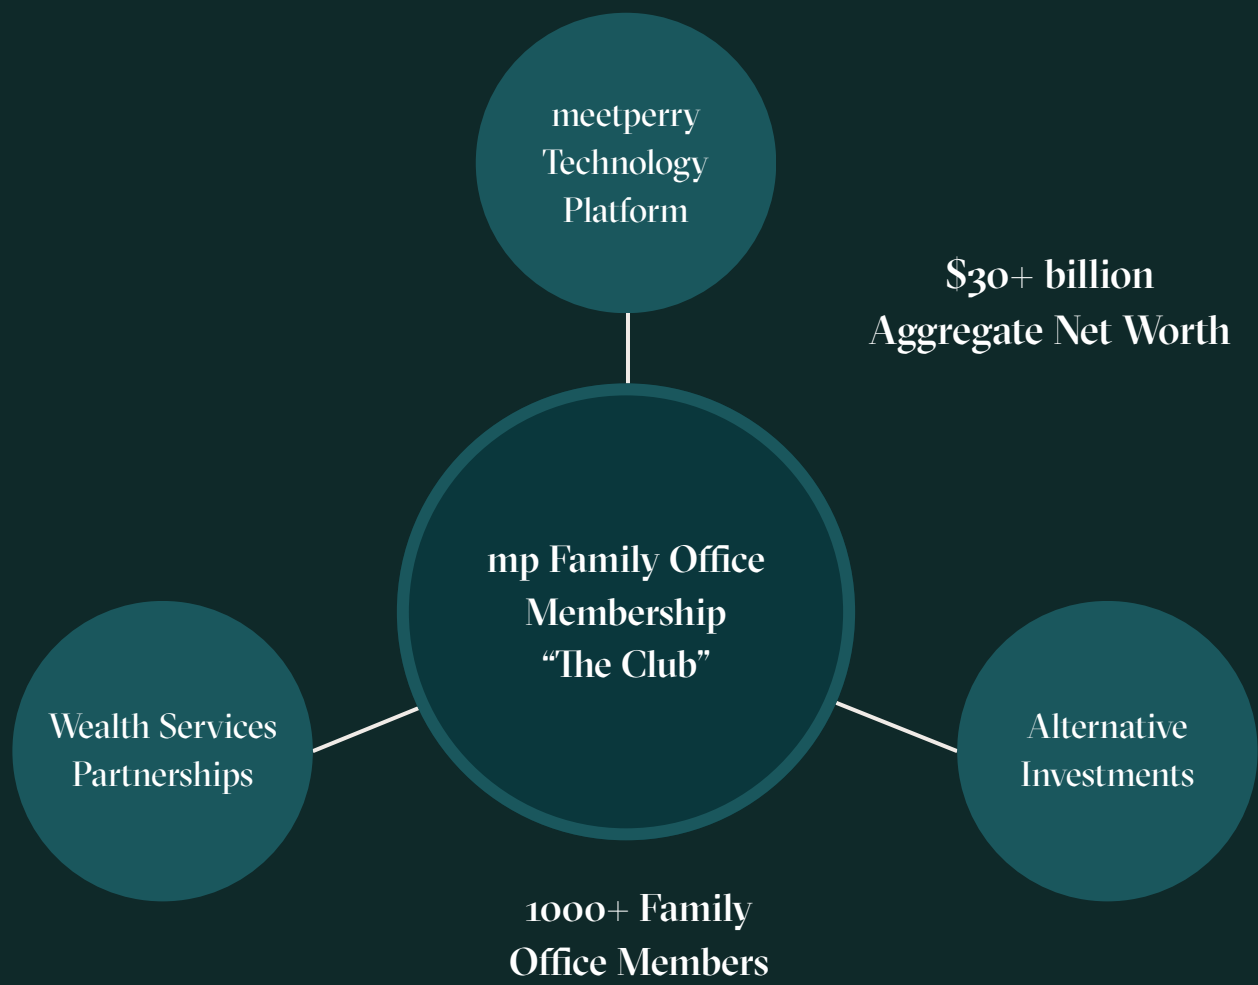 meetperry
Technology
Platform
$30+ billion
Aggregate Net Worth
mp Family Office
Membership
“The Club”
Wealth Services
Partnerships
Alternative
Investments
1000+ Family
Office Members